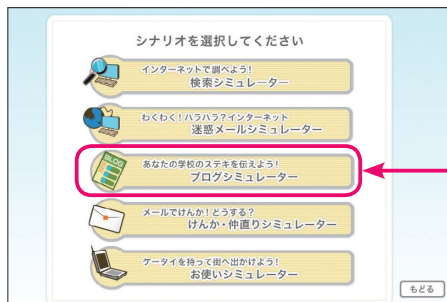 シナリオを選択してください
インターネットで調べよう!
検索シミュレーター
わくわく!ハラハラ?インターネット
迷惑メールシミュレーター
BLOG
あなたの学校のステキを伝えよう!
ブログシミュレーター
メールでけんか!どうする?
けんか・仲直りシミュレーター
ケータイを持って街へ出かけよう!
お使いシミュレーター
もどる